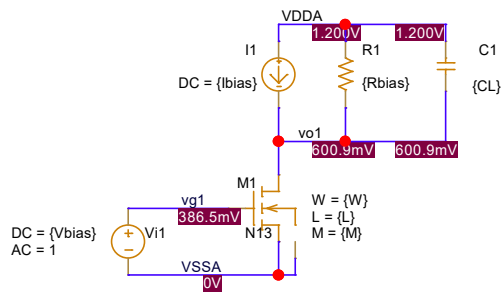 VDDA
1.200V 1.200V
I1 R1 C1
DC = {Ibias} {Rbias} {CL}
vo1
600.9mV 600.9mV
M1
vg1 W = {W}
386.5mV L = {L}
DC = {Vbias} Vi1 N13 M = {M}
AC = 1
VSSA
0V